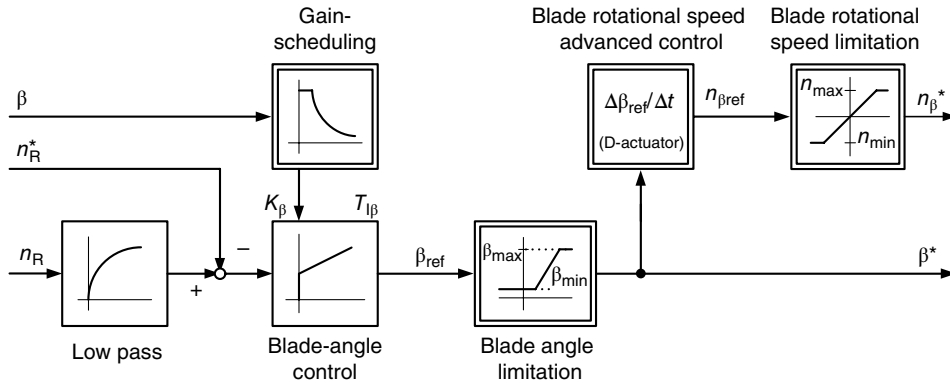 Gain-
scheduling
Blade rotational speed
advanced control
Blade rotational
speed limitation
β
Δβref/Δt
(D-actuator)
nβref
nmax
nmin
nβ*
nR*
Kβ
TIβ
nR
+
−
βref
βmax
βmin
β*
Low pass
Blade-angle
control
Blade angle
limitation